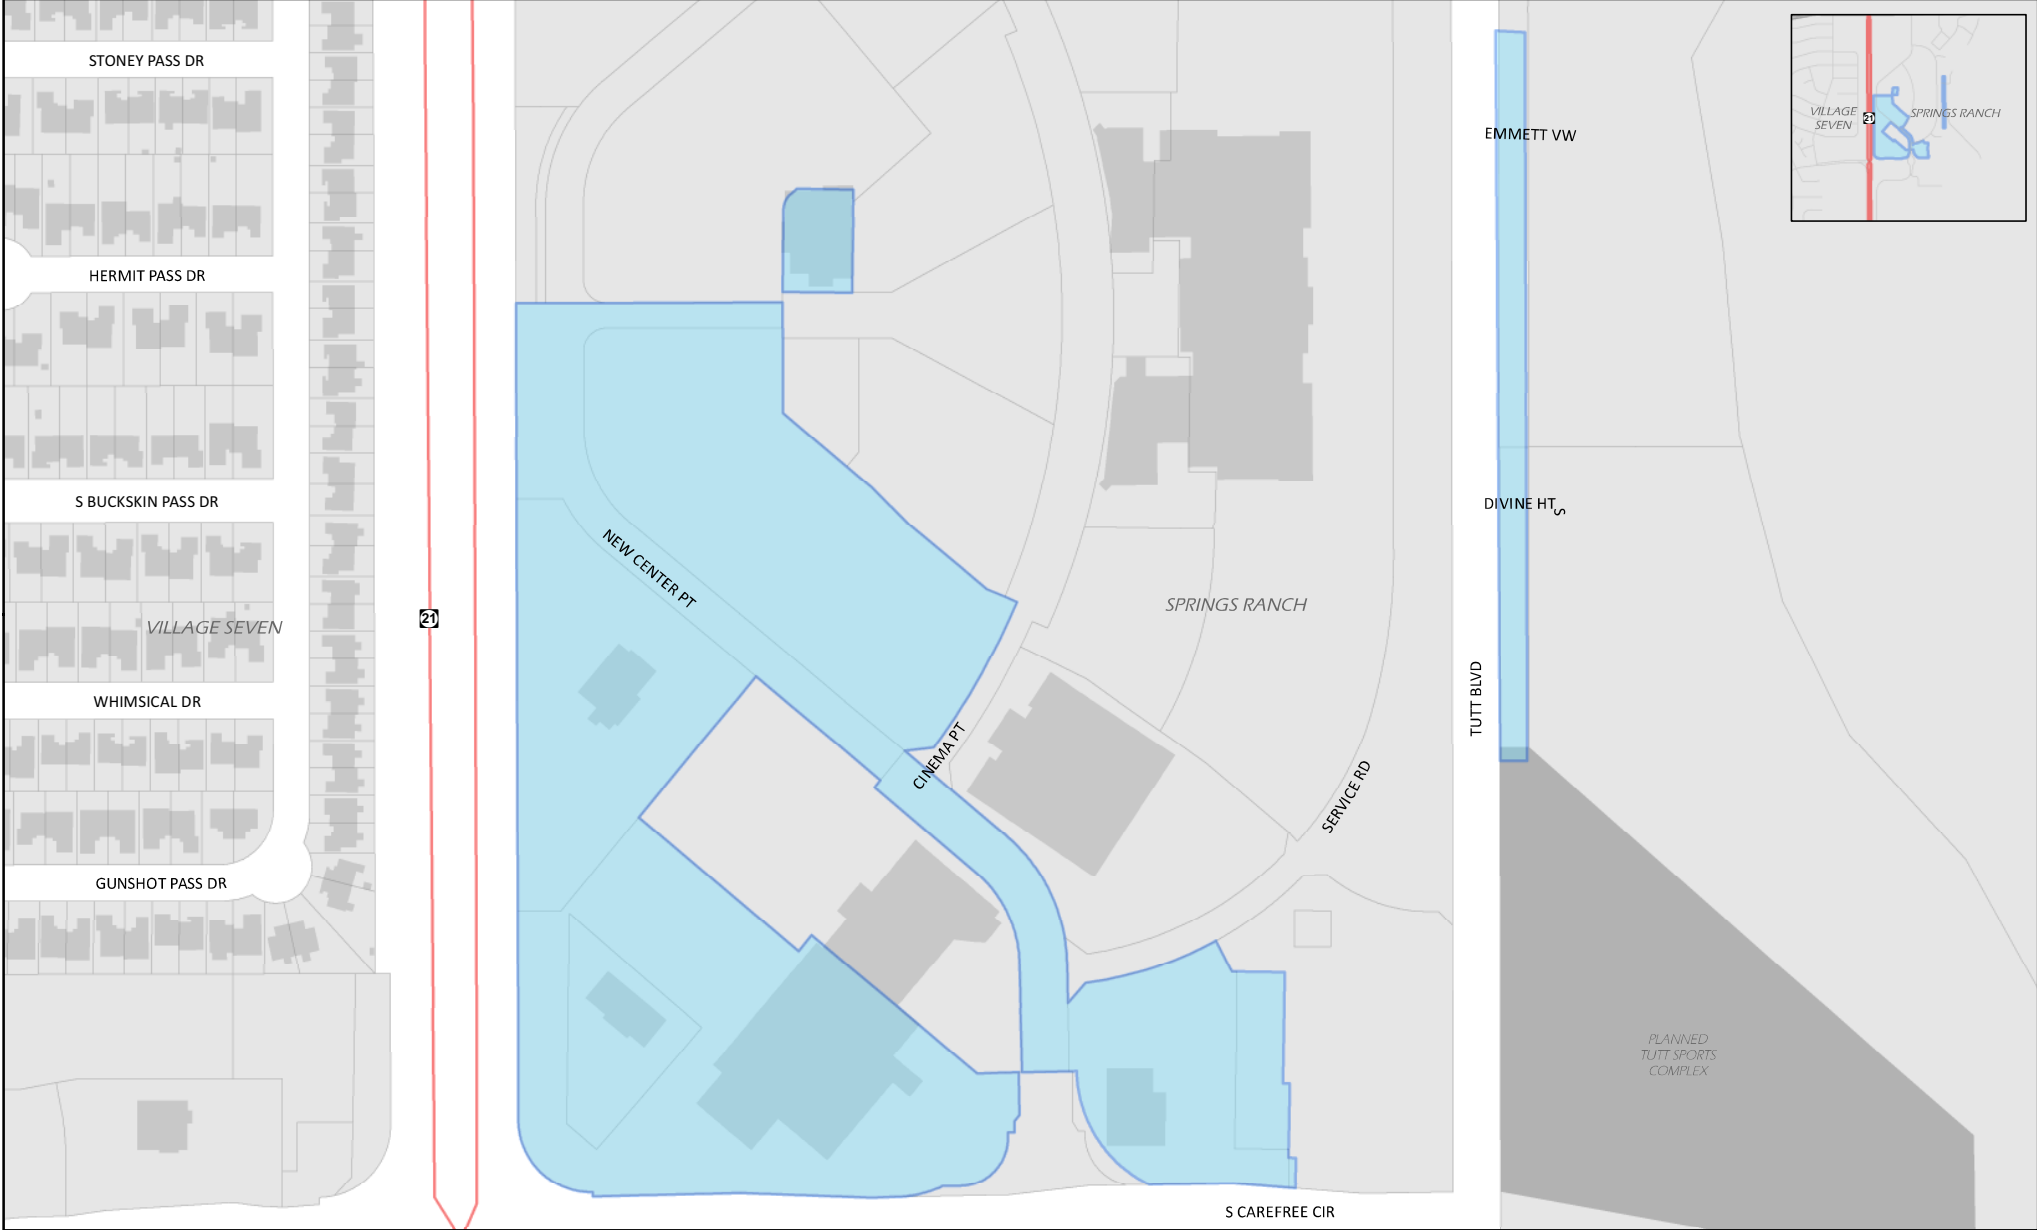 STONEY PASS DR
HERMIT PASS DR
S BUCKSKIN PASS DR
VILLAGE SEVEN
WHIMSICAL DR
GUNSHOT PASS DR
21
NEW CENTER PT
CINEMA PT
SPRINGS RANCH
SERVICE RD
TUTT BLVD
S CAREFREE CIR
EMMETT VW
DIVINE HTS
PLANNED
TUTT SPORTS
COMPLEX
VILLAGE
SEVEN
21
SPRINGS RANCH